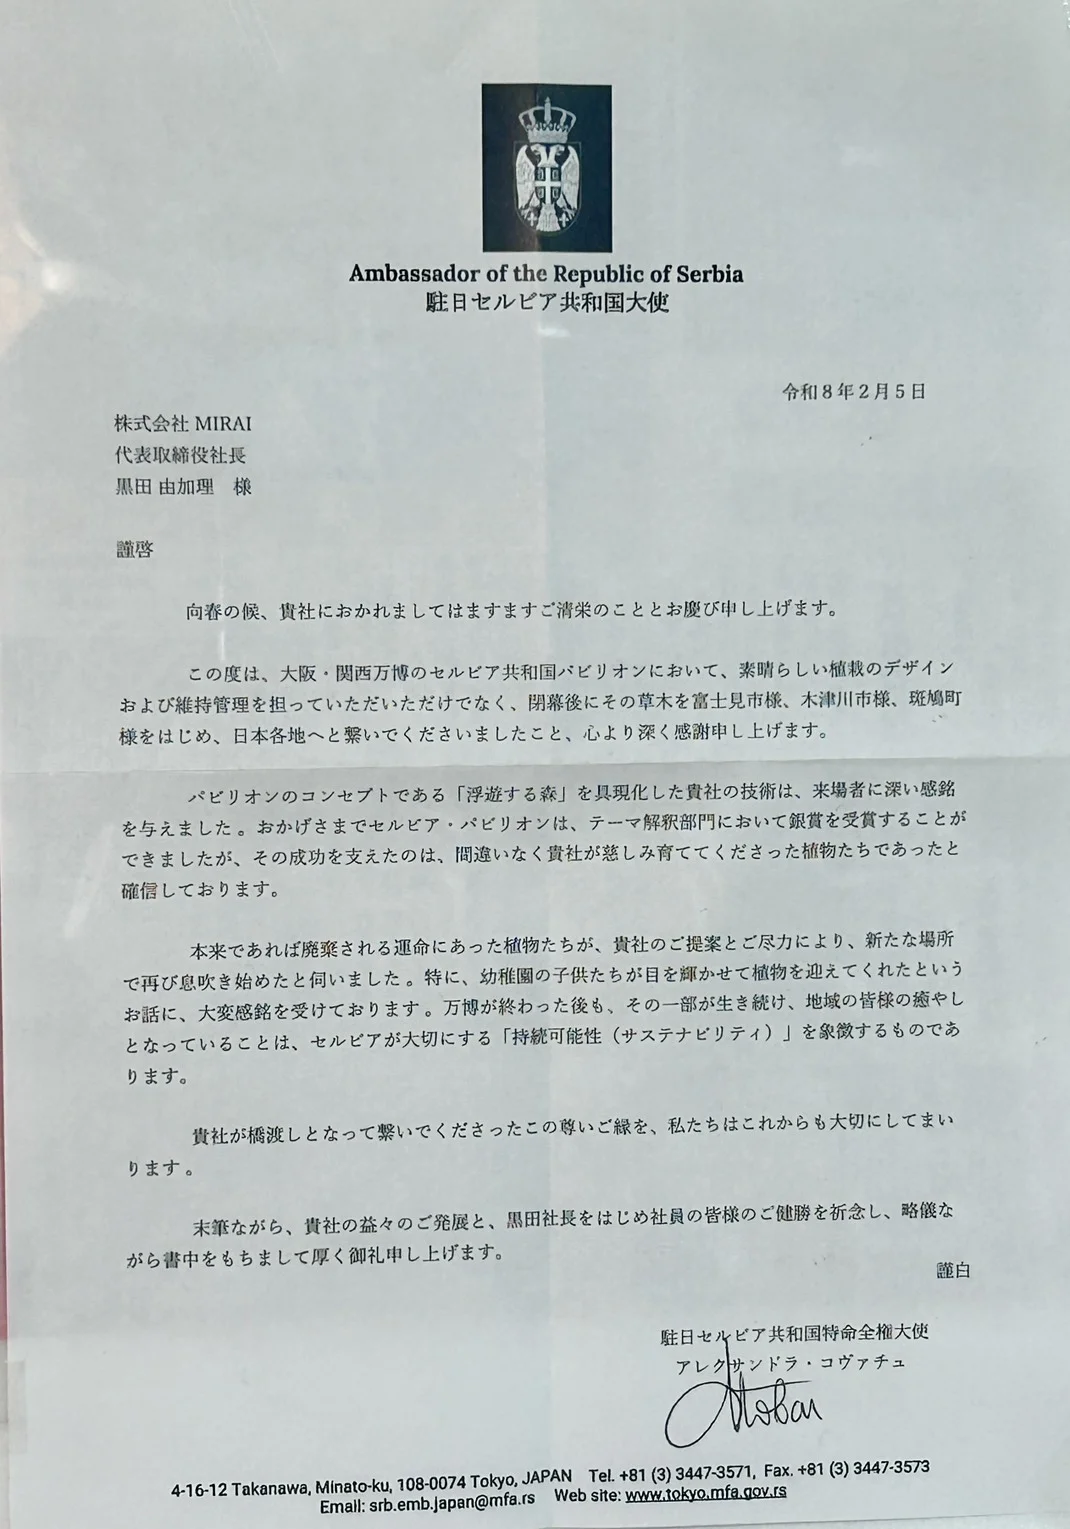 Ambassador of the Republic of Serbia
駐日セルビア共和国大使
令和8年2月5日
株式会社 MIRAI
代表取締役社長
黒田 由加理　様
謹啓
向春の候、貴社におかれましてはますますご清栄のこととお慶び申し上げます。
この度は、大阪・関西万博のセルビア共和国パビリオンにおいて、素晴らしい植栽のデザイン
および維持管理を担っていただいただけでなく、閉幕後にその草木を富士見市様、木津川市様、斑鳩町
様をはじめ、日本各地へと繋いでくださいましたこと、心より深く感謝申し上げます。
パビリオンのコンセプトである「浮遊する森」を具現化した貴社の技術は、来場者に深い感銘
を与えました。おかげさまでセルビア・パビリオンは、テーマ解釈部門において銀賞を受賞することが
できましたが、その成功を支えたのは、間違いなく貴社が慈しみ育ててくださった植物たちであったと
確信しております。
本来であれば廃棄される運命にあった植物たちが、貴社のご提案とご尽力により、新たな場所
で再び息吹き始めたと伺いました。特に、幼稚園の子供たちが目を輝かせて植物を迎えてくれたという
お話に、大変感銘を受けております。万博が終わった後も、その一部が生き続け、地域の皆様の癒やし
となっていることは、セルビアが大切にする「持続可能性（サステナビリティ）」を象徴するものであ
ります。
貴社が橋渡しとなって繋いでくださったこの尊いご縁を、私たちはこれからも大切にしてまい
ります。
末筆ながら、貴社の益々のご発展と、黒田社長をはじめ社員の皆様のご健勝を祈念し、略儀な
がら書中をもちまして厚く御礼申し上げます。
謹白
駐日セルビア共和国特命全権大使
アレクサンドラ・コヴァチュ
4-16-12 Takanawa, Minato-ku, 108-0074 Tokyo, JAPAN Tel. +81 (3) 3447-3571, Fax. +81 (3) 3447-3573
Email: srb.emb.japan@mfa.rs Web site: www.tokyo.mfa.gov.rs